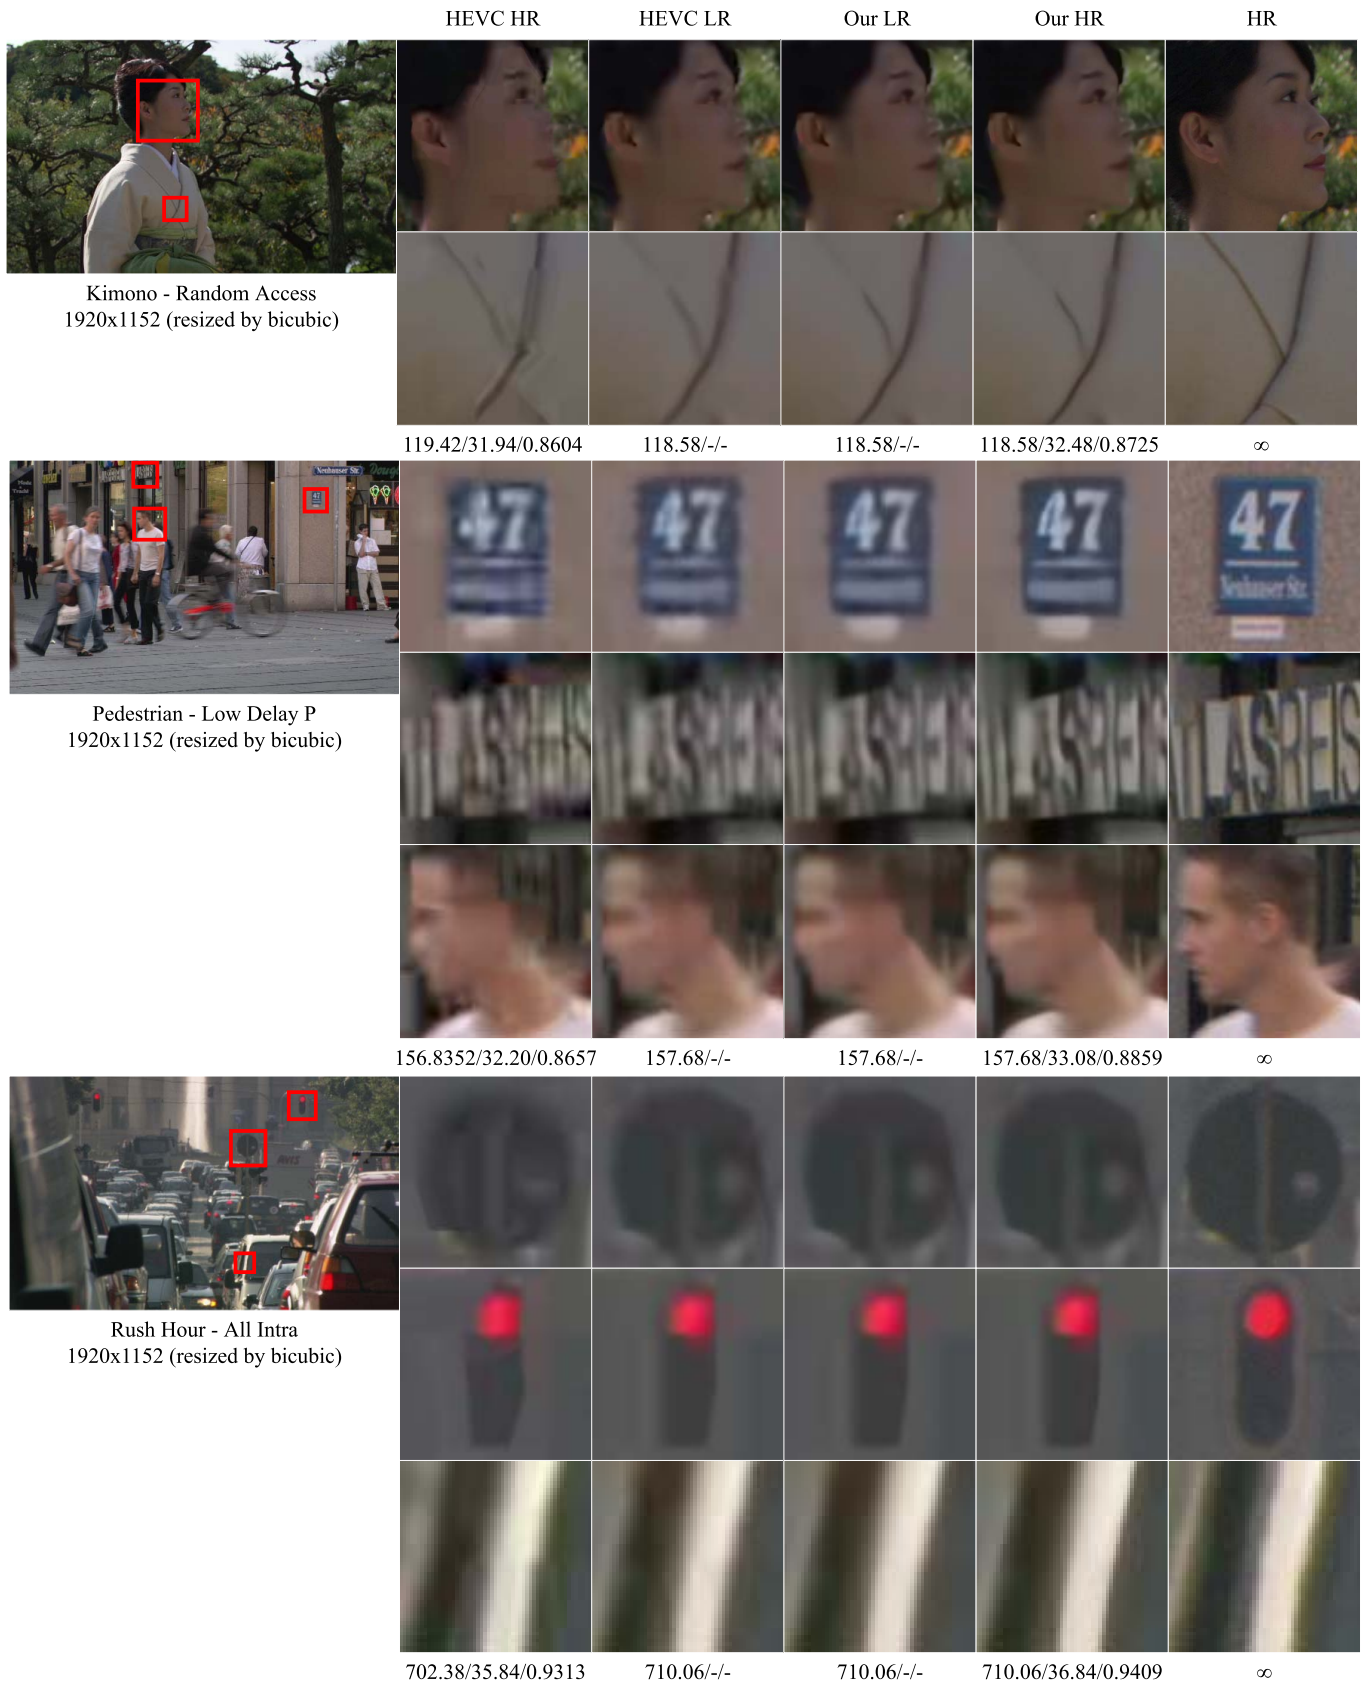 HEVC HR HEVC LR Our LR Our HR HR
Kimono - Random Access
1920x1152 (resized by bicubic)
119.42/31.94/0.8604 118.58/-/- 118.58/-/- 118.58/32.48/0.8725 ∞
Neuhauser Str.
47 47 47 47 47
Neuhauser Str.
LASREIS
Pedestrian - Low Delay P
1920x1152 (resized by bicubic)
156.8352/32.20/0.8657 157.68/-/- 157.68/-/- 157.68/33.08/0.8859 ∞
Rush Hour - All Intra
1920x1152 (resized by bicubic)
702.38/35.84/0.9313 710.06/-/- 710.06/-/- 710.06/36.84/0.9409 ∞